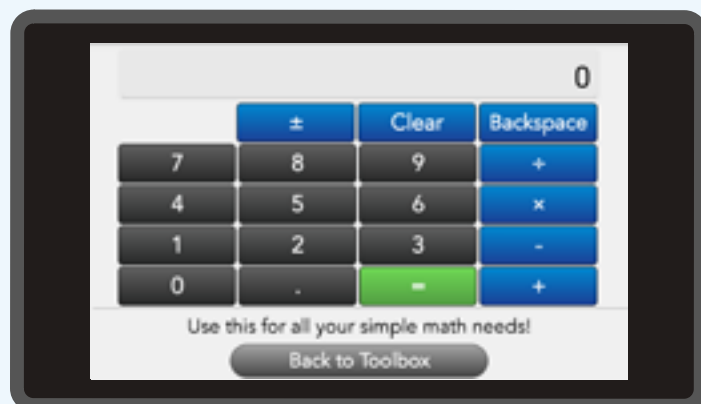 0
± Clear Backspace
7 8 9 ÷
4 5 6 ×
1 2 3 -
0 . = +
Use this for all your simple math needs!
Back to Toolbox